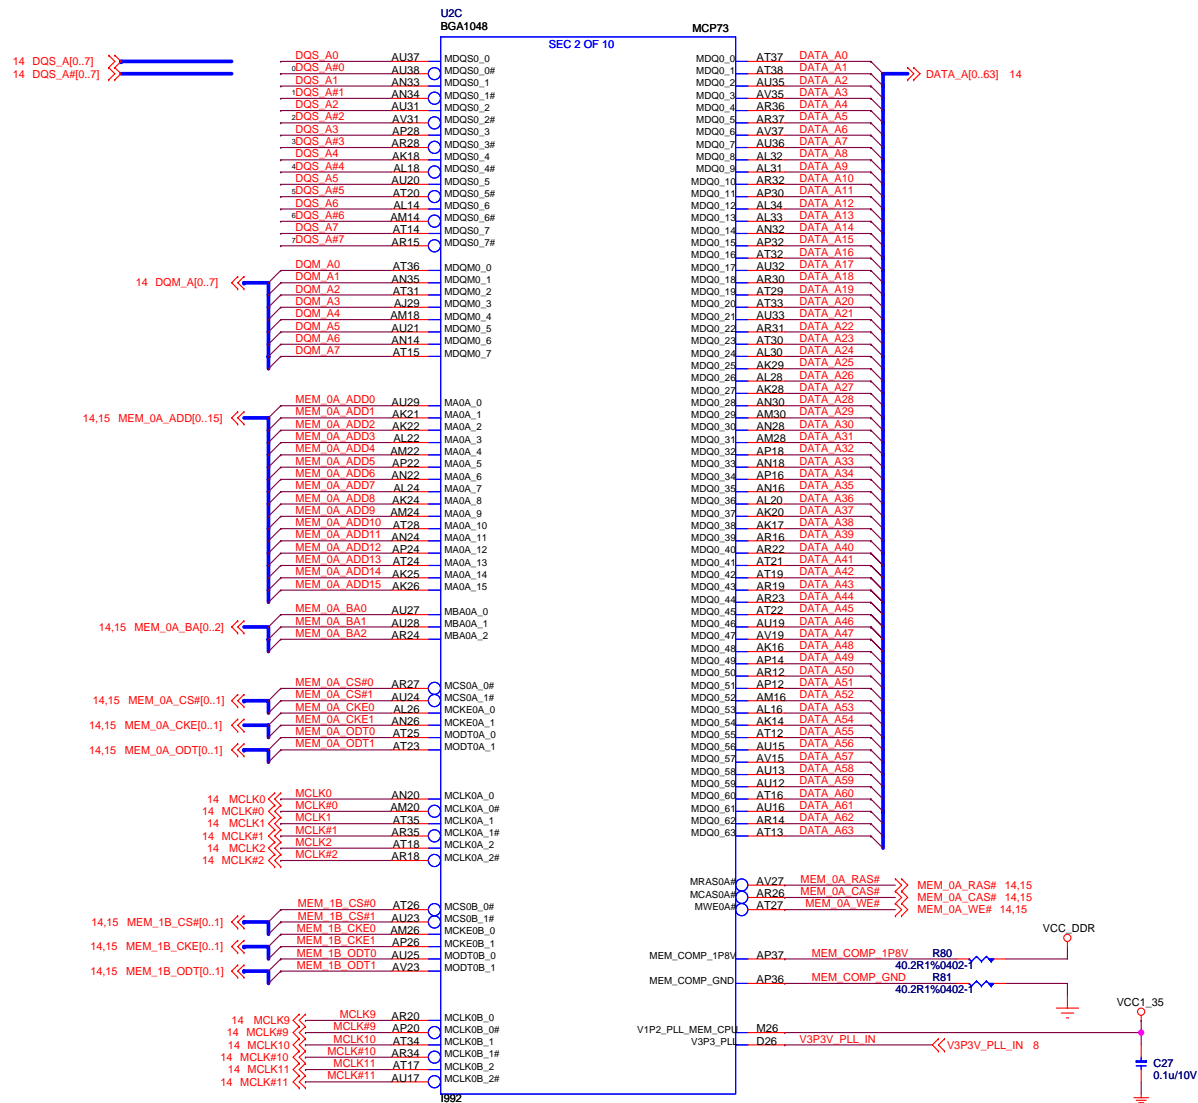 U2C
BGA1048
MCP73
SEC 2 OF 10
14 DQS_A[0..7]
14 DQS_A#[0..7]
DQS_A0 AU37 MDQS0_0
0 DQS_A#0 AU38 MDQS0_0#
DQS_A1 AN33 MDQS0_1
1 DQS_A#1 AN34 MDQS0_1#
DQS_A2 AU31 MDQS0_2
2 DQS_A#2 AV31 MDQS0_2#
DQS_A3 AP28 MDQS0_3
3 DQS_A#3 AR28 MDQS0_3#
DQS_A4 AK18 MDQS0_4
4 DQS_A#4 AL18 MDQS0_4#
DQS_A5 AU20 MDQS0_5
5 DQS_A#5 AT20 MDQS0_5#
DQS_A6 AL14 MDQS0_6
6 DQS_A#6 AM14 MDQS0_6#
DQS_A7 AT14 MDQS0_7
7 DQS_A#7 AR15 MDQS0_7#
14 DQM_A[0..7]
DQM_A0 AT36 MDQM0_0
DQM_A1 AN35 MDQM0_1
DQM_A2 AT31 MDQM0_2
DQM_A3 AJ29 MDQM0_3
DQM_A4 AM18 MDQM0_4
DQM_A5 AU21 MDQM0_5
DQM_A6 AN14 MDQM0_6
DQM_A7 AT15 MDQM0_7
14,15 MEM_0A_ADD[0..15]
MEM_0A_ADD0 AU29 MA0A_0
MEM_0A_ADD1 AK21 MA0A_1
MEM_0A_ADD2 AK22 MA0A_2
MEM_0A_ADD3 AL22 MA0A_3
MEM_0A_ADD4 AM22 MA0A_4
MEM_0A_ADD5 AP22 MA0A_5
MEM_0A_ADD6 AN22 MA0A_6
MEM_0A_ADD7 AL24 MA0A_7
MEM_0A_ADD8 AK24 MA0A_8
MEM_0A_ADD9 AM24 MA0A_9
MEM_0A_ADD10 AT28 MA0A_10
MEM_0A_ADD11 AN24 MA0A_11
MEM_0A_ADD12 AP24 MA0A_12
MEM_0A_ADD13 AT24 MA0A_13
MEM_0A_ADD14 AK25 MA0A_14
MEM_0A_ADD15 AK26 MA0A_15
14,15 MEM_0A_BA[0..2]
MEM_0A_BA0 AU27 MBA0A_0
MEM_0A_BA1 AU28 MBA0A_1
MEM_0A_BA2 AR24 MBA0A_2
14,15 MEM_0A_CS#[0..1]
14,15 MEM_0A_CKE[0..1]
14,15 MEM_0A_ODT[0..1]
MEM_0A_CS#0 AR27 MCS0A_0#
MEM_0A_CS#1 AU24 MCS0A_1#
MEM_0A_CKE0 AL26 MCKE0A_0
MEM_0A_CKE1 AN26 MCKE0A_1
MEM_0A_ODT0 AT25 MODT0A_0
MEM_0A_ODT1 AT23 MODT0A_1
14 MCLK0 MCLK0 AN20 MCLK0A_0
14 MCLK#0 MCLK#0 AM20 MCLK0A_0#
14 MCLK1 MCLK1 AT35 MCLK0A_1
14 MCLK#1 MCLK#1 AR35 MCLK0A_1#
14 MCLK2 MCLK2 AT18 MCLK0A_2
14 MCLK#2 MCLK#2 AR18 MCLK0A_2#
14,15 MEM_1B_CS#[0..1]
14,15 MEM_1B_CKE[0..1]
14,15 MEM_1B_ODT[0..1]
MEM_1B_CS#0 AT26 MCS0B_0#
MEM_1B_CS#1 AU23 MCS0B_1#
MEM_1B_CKE0 AM26 MCKE0B_0
MEM_1B_CKE1 AP26 MCKE0B_1
MEM_1B_ODT0 AU25 MODT0B_0
MEM_1B_ODT1 AV23 MODT0B_1
14 MCLK9 MCLK9 AR20 MCLK0B_0
14 MCLK#9 MCLK#9 AP20 MCLK0B_0#
14 MCLK10 MCLK10 AT34 MCLK0B_1
14 MCLK#10 MCLK#10 AR34 MCLK0B_1#
14 MCLK11 MCLK11 AT17 MCLK0B_2
14 MCLK#11 MCLK#11 AU17 MCLK0B_2#
I992
MDQ0_0 AT37 DATA_A0
MDQ0_1 AT38 DATA_A1
MDQ0_2 AU35 DATA_A2
MDQ0_3 AV35 DATA_A3
MDQ0_4 AR36 DATA_A4
MDQ0_5 AR37 DATA_A5
MDQ0_6 AV37 DATA_A6
MDQ0_7 AU36 DATA_A7
MDQ0_8 AL32 DATA_A8
MDQ0_9 AL31 DATA_A9
MDQ0_10 AR32 DATA_A10
MDQ0_11 AP30 DATA_A11
MDQ0_12 AL34 DATA_A12
MDQ0_13 AL33 DATA_A13
MDQ0_14 AN32 DATA_A14
MDQ0_15 AP32 DATA_A15
MDQ0_16 AT32 DATA_A16
MDQ0_17 AU32 DATA_A17
MDQ0_18 AR30 DATA_A18
MDQ0_19 AT29 DATA_A19
MDQ0_20 AT33 DATA_A20
MDQ0_21 AU33 DATA_A21
MDQ0_22 AR31 DATA_A22
MDQ0_23 AT30 DATA_A23
MDQ0_24 AL30 DATA_A24
MDQ0_25 AK29 DATA_A25
MDQ0_26 AL28 DATA_A26
MDQ0_27 AK28 DATA_A27
MDQ0_28 AN30 DATA_A28
MDQ0_29 AM30 DATA_A29
MDQ0_30 AN28 DATA_A30
MDQ0_31 AM28 DATA_A31
MDQ0_32 AP18 DATA_A32
MDQ0_33 AN18 DATA_A33
MDQ0_34 AP16 DATA_A34
MDQ0_35 AN16 DATA_A35
MDQ0_36 AL20 DATA_A36
MDQ0_37 AK20 DATA_A37
MDQ0_38 AK17 DATA_A38
MDQ0_39 AR16 DATA_A39
MDQ0_40 AR22 DATA_A40
MDQ0_41 AT21 DATA_A41
MDQ0_42 AT19 DATA_A42
MDQ0_43 AR19 DATA_A43
MDQ0_44 AR23 DATA_A44
MDQ0_45 AT22 DATA_A45
MDQ0_46 AU19 DATA_A46
MDQ0_47 AV19 DATA_A47
MDQ0_48 AK16 DATA_A48
MDQ0_49 AP14 DATA_A49
MDQ0_50 AR12 DATA_A50
MDQ0_51 AP12 DATA_A51
MDQ0_52 AM16 DATA_A52
MDQ0_53 AL16 DATA_A53
MDQ0_54 AK14 DATA_A54
MDQ0_55 AT12 DATA_A55
MDQ0_56 AU15 DATA_A56
MDQ0_57 AV15 DATA_A57
MDQ0_58 AU13 DATA_A58
MDQ0_59 AU12 DATA_A59
MDQ0_60 AT16 DATA_A60
MDQ0_61 AU16 DATA_A61
MDQ0_62 AR14 DATA_A62
MDQ0_63 AT13 DATA_A63
DATA_A[0..63] 14
MRAS0A# AV27 MEM_0A_RAS# MEM_0A_RAS# 14,15
MCAS0A# AR26 MEM_0A_CAS# MEM_0A_CAS# 14,15
MWE0A# AT27 MEM_0A_WE# MEM_0A_WE# 14,15
VCC_DDR
MEM_COMP_1P8V AP37 MEM_COMP_1P8V R80
40.2R1%0402-1
MEM_COMP_GND AP36 MEM_COMP_GND R81
40.2R1%0402-1
VCC1_35
V1P2_PLL_MEM_CPU M26
V3P3_PLL D26 V3P3V_PLL_IN V3P3V_PLL_IN 8
C27
0.1u/10V